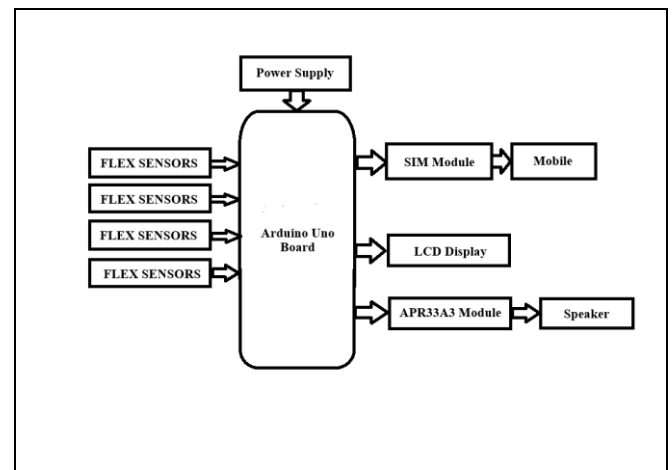 Power Supply
FLEX SENSORS
FLEX SENSORS
FLEX SENSORS
FLEX SENSORS
Arduino Uno
Board
SIM Module
Mobile
LCD Display
APR33A3 Module
Speaker